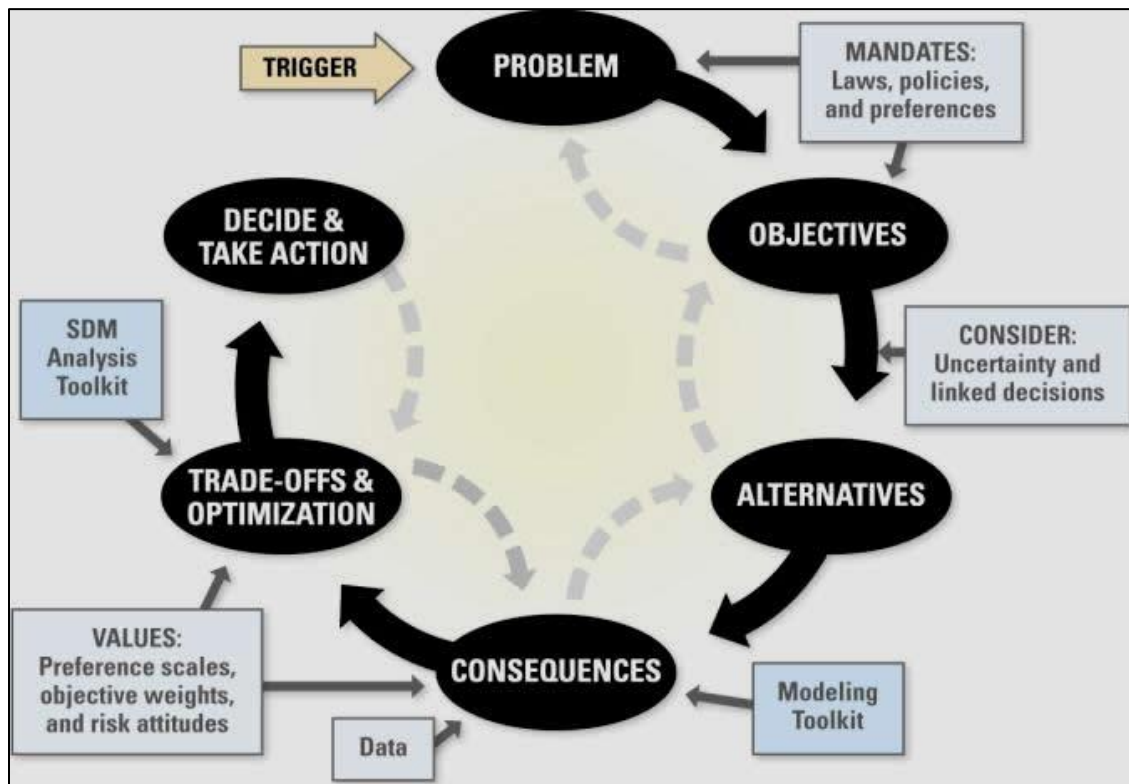 TRIGGER
PROBLEM
MANDATES:
Laws, policies,
and preferences
DECIDE &
TAKE ACTION
OBJECTIVES
SDM
Analysis
Toolkit
CONSIDER:
Uncertainty and
linked decisions
TRADE-OFFS &
OPTIMIZATION
ALTERNATIVES
VALUES:
Preference scales,
objective weights,
and risk attitudes
CONSEQUENCES
Data
Modeling
Toolkit